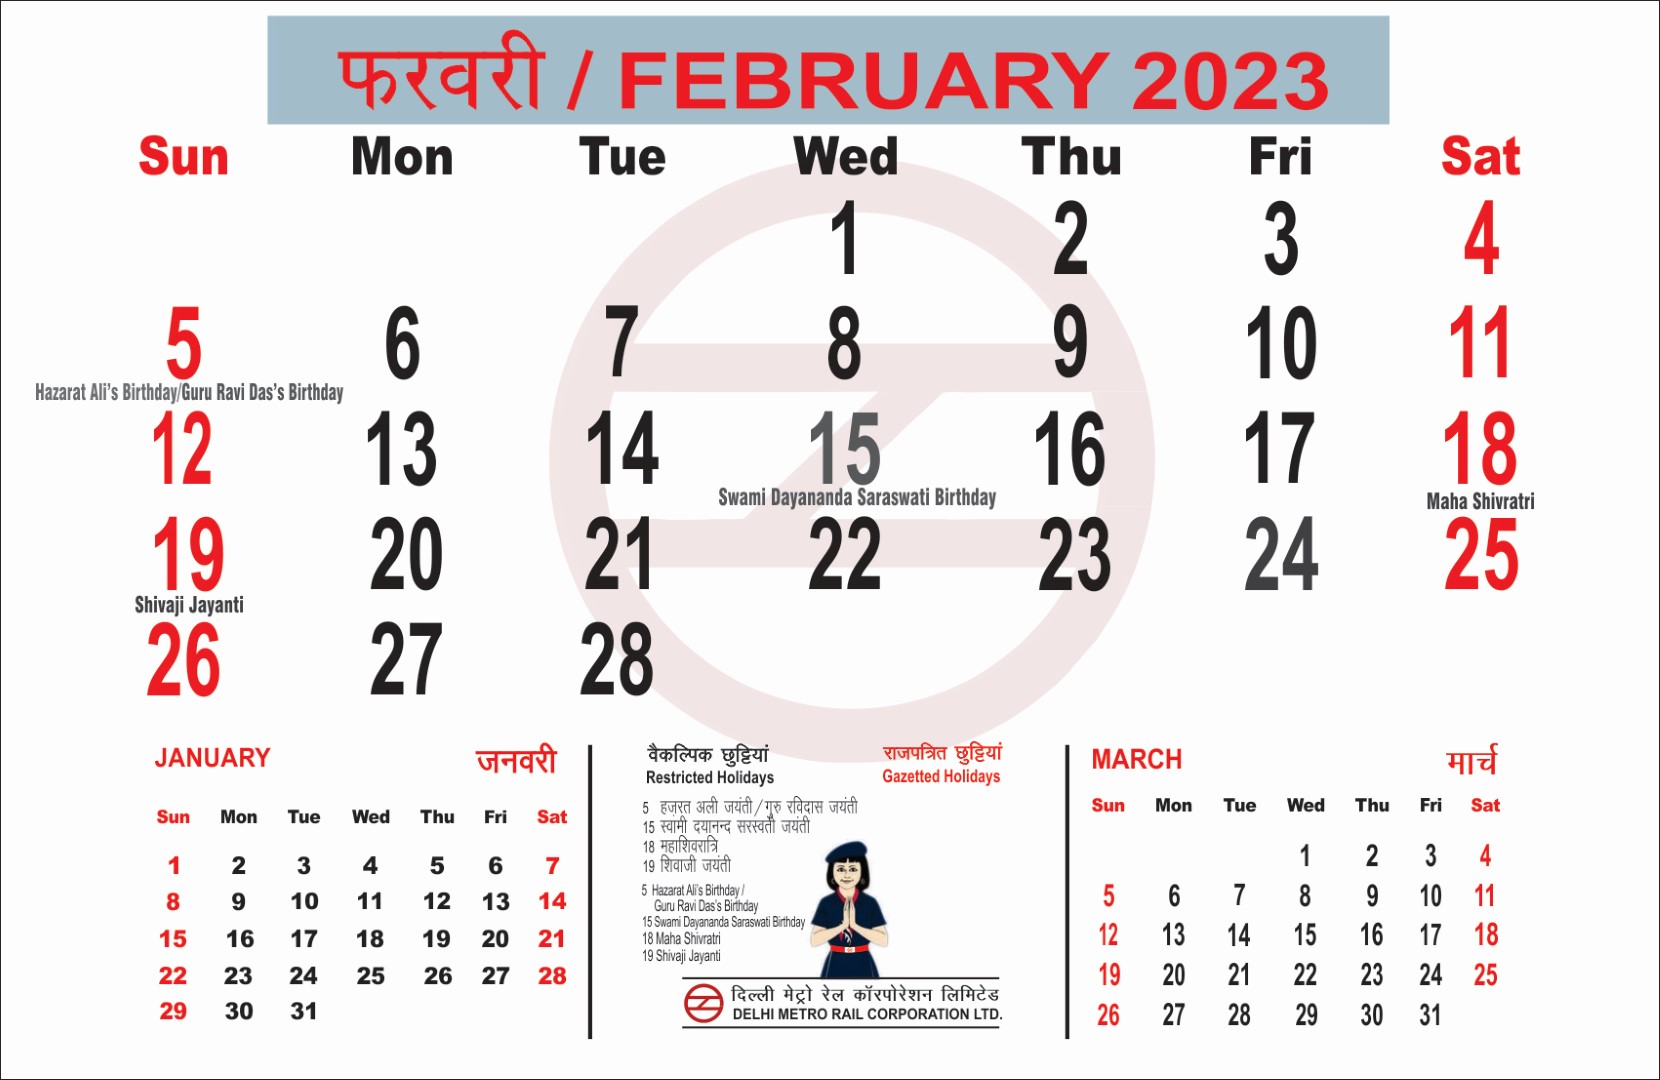 फरवरी / FEBRUARY 2023
Sun Mon Tue Wed Thu Fri Sat
1 2 3 4
5 6 7 8 9 10 11
Hazarat Ali's Birthday/Guru Ravi Das's Birthday
12 13 14 15 16 17 18
Swami Dayananda Saraswati Birthday
Maha Shivratri
19 20 21 22 23 24 25
Shivaji Jayanti
26 27 28
JANUARY जनवरी
Sun Mon Tue Wed Thu Fri Sat
1 2 3 4 5 6 7
8 9 10 11 12 13 14
15 16 17 18 19 20 21
22 23 24 25 26 27 28
29 30 31
वैकल्पिक छुट्टियां राजपत्रित छुट्टियां
Restricted Holidays Gazetted Holidays
5 हज़रत अली जयंती/गुरु रविदास जयंती
15 स्वामी दयानन्द सरस्वती जयंती
18 महाशिवरात्रि
19 शिवाजी जयंती
5 Hazarat Ali's Birthday /
Guru Ravi Das's Birthday
15 Swami Dayananda Saraswati Birthday
18 Maha Shivratri
19 Shivaji Jayanti
दिल्ली मेट्रो रेल कॉरपोरेशन लिमिटेड
DELHI METRO RAIL CORPORATION LTD.
MARCH मार्च
Sun Mon Tue Wed Thu Fri Sat
1 2 3 4
5 6 7 8 9 10 11
12 13 14 15 16 17 18
19 20 21 22 23 24 25
26 27 28 29 30 31